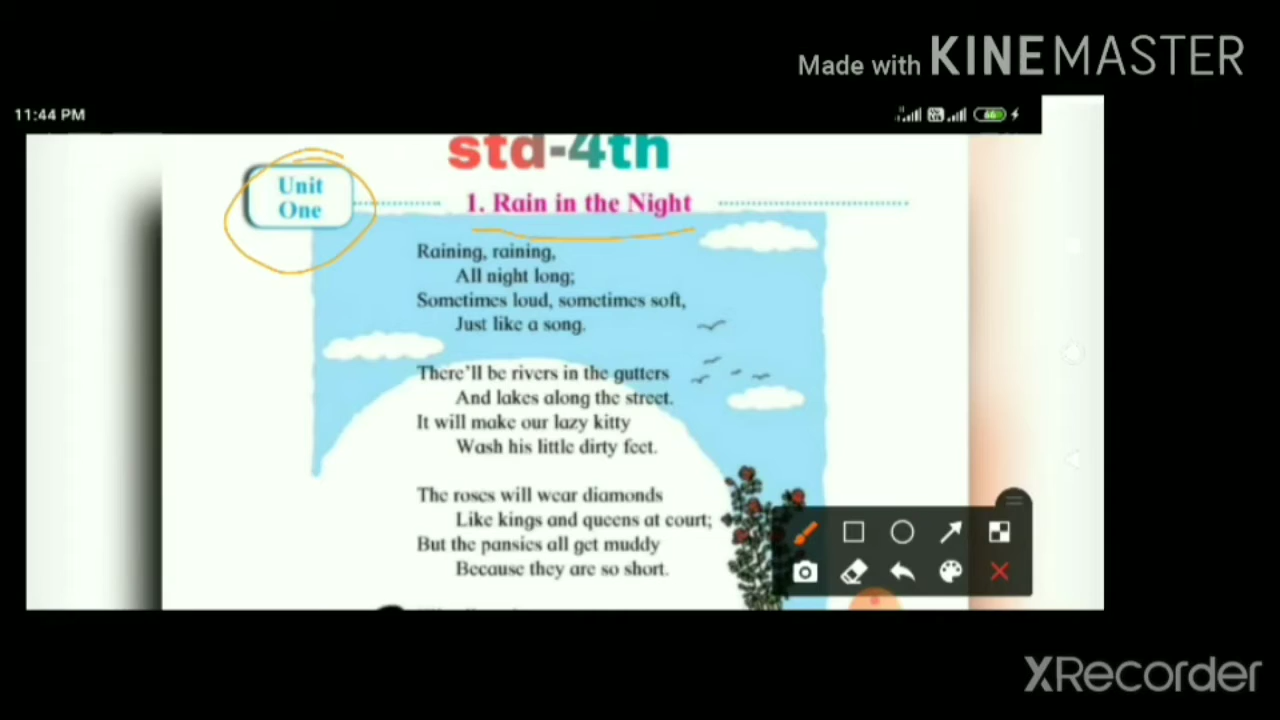 Made with KINEMASTER
11:44 PM
66
std-4th
Unit
One
1. Rain in the Night
Raining, raining,
All night long;
Sometimes loud, sometimes soft,
Just like a song.
There'll be rivers in the gutters
And lakes along the street.
It will make our lazy kitty
Wash his little dirty feet.
The roses will wear diamonds
Like kings and queens at court;
But the pansies all get muddy
Because they are so short.
XRecorder